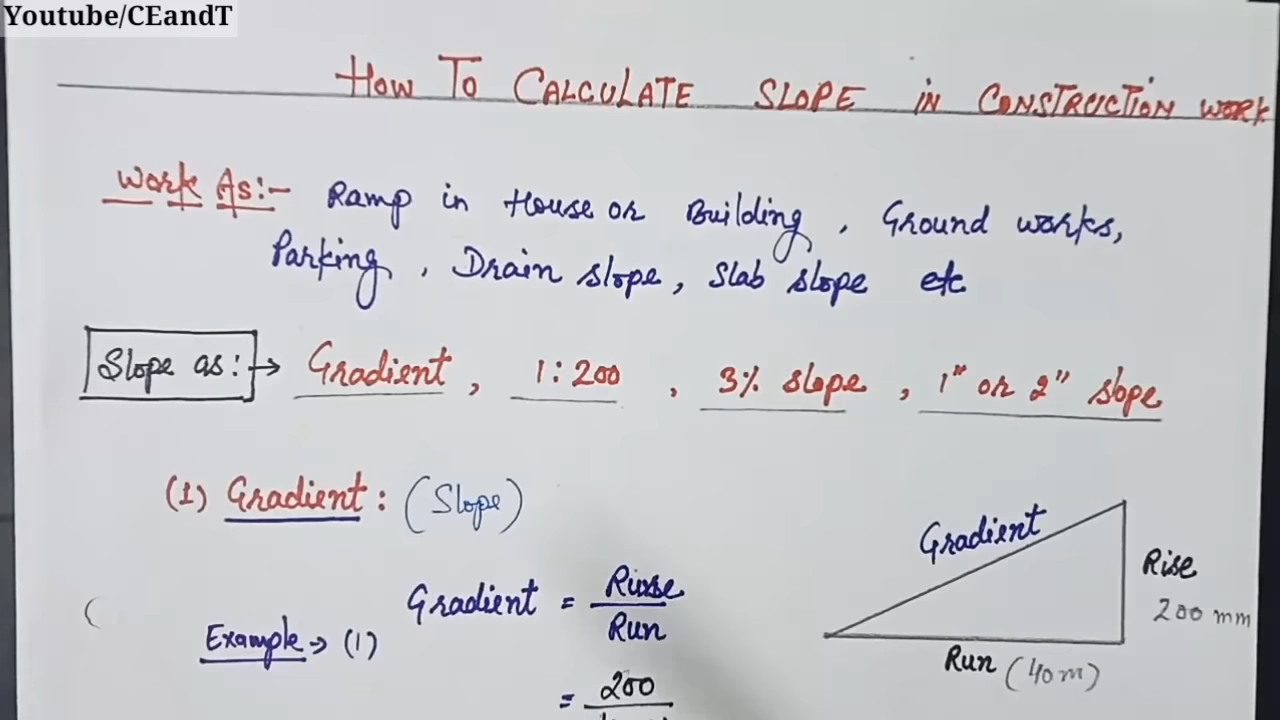 Youtube/CEandT
How To CALCULATE SLOPE in CONSTRUCTION WORK
Work As:- Ramp in House or Building, Ground works,
Parking, Drain slope, Slab slope etc
Slope as:→ Gradient, 1:200, 3% slope, 1" or 2" slope
(1) Gradient: (Slope)
Gradient
Rise
200 mm
Run (40m)
Gradient =
Run
Example → (1)
= 200